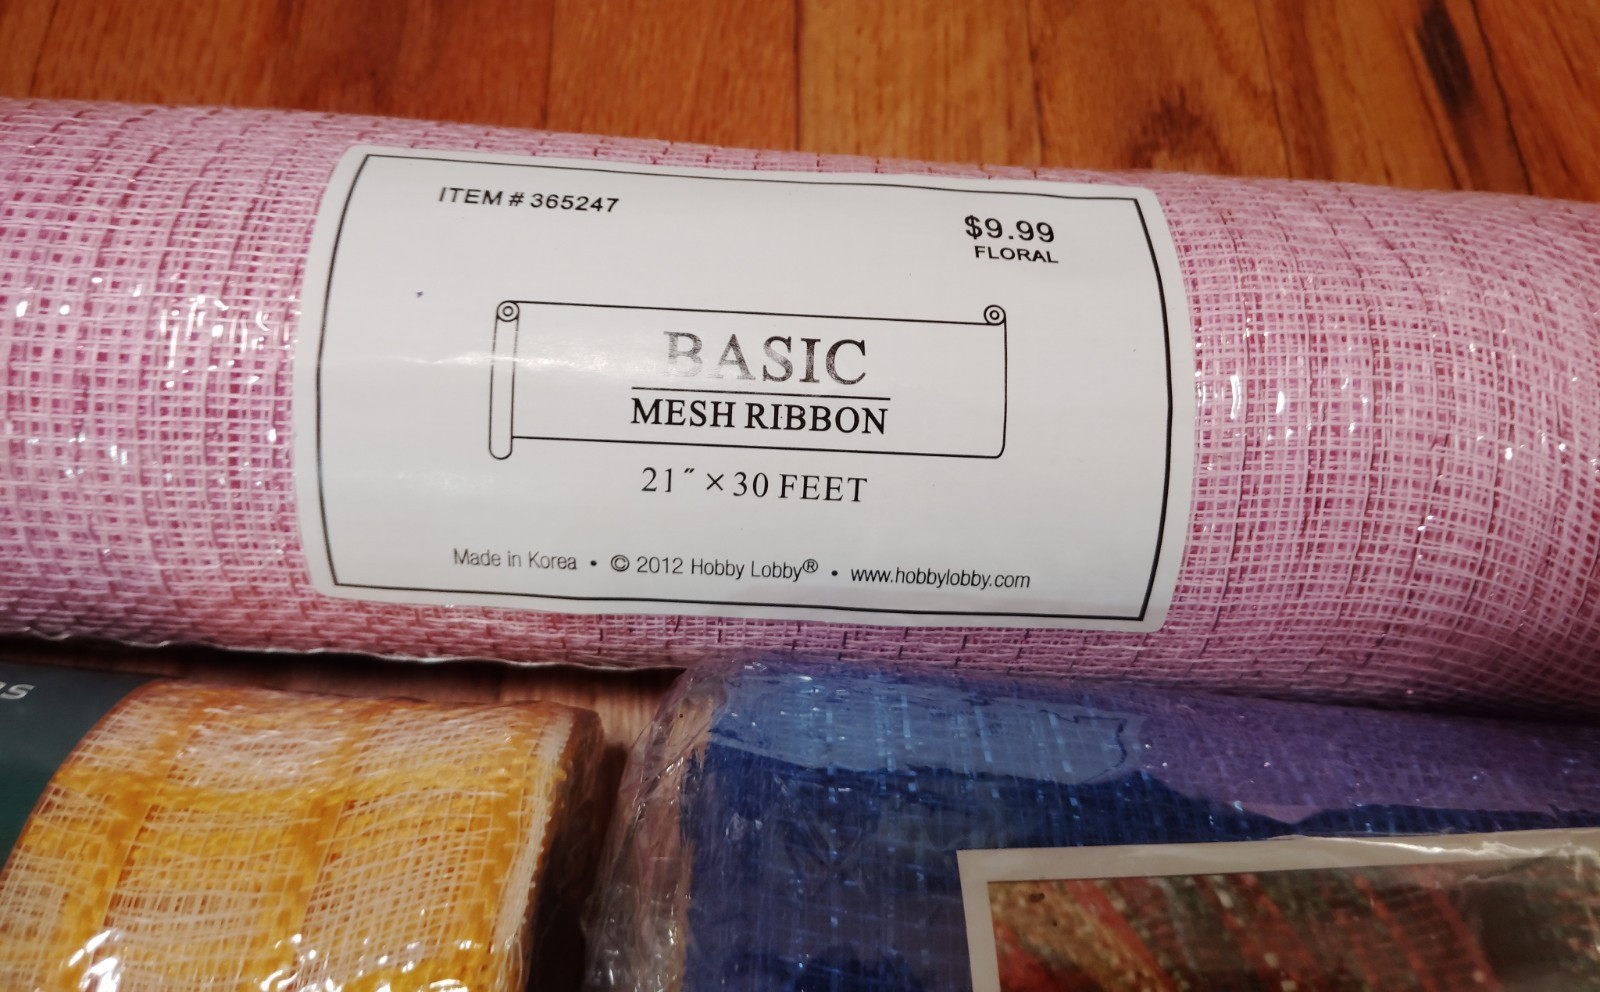 ITEM # 365247
$9.99
FLORAL
BASIC
MESH RIBBON
21″ × 30 FEET
Made in Korea • © 2012 Hobby Lobby® • www.hobbylobby.com